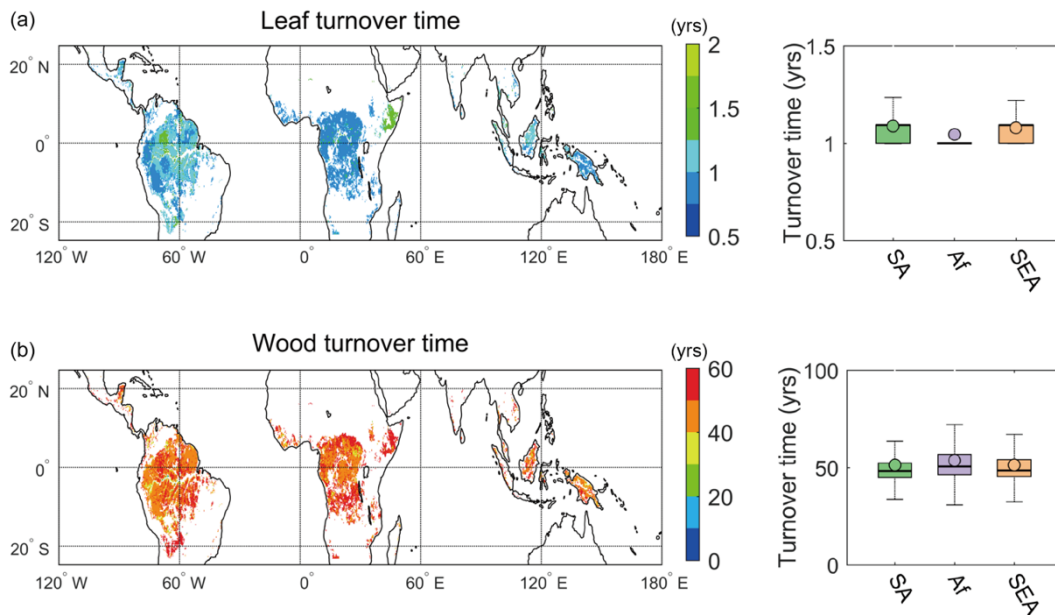 (a) Leaf turnover time (yrs)
20° N
0°
20° S
120° W 60° W 0° 60° E 120° E 180° E
2
1.5
1
0.5
Turnover time (yrs)
1.5
1
0.5
SA Af SEA
(b) Wood turnover time (yrs)
20° N
0°
20° S
120° W 60° W 0° 60° E 120° E 180° E
60
40
20
0
Turnover time (yrs)
100
50
0
SA Af SEA